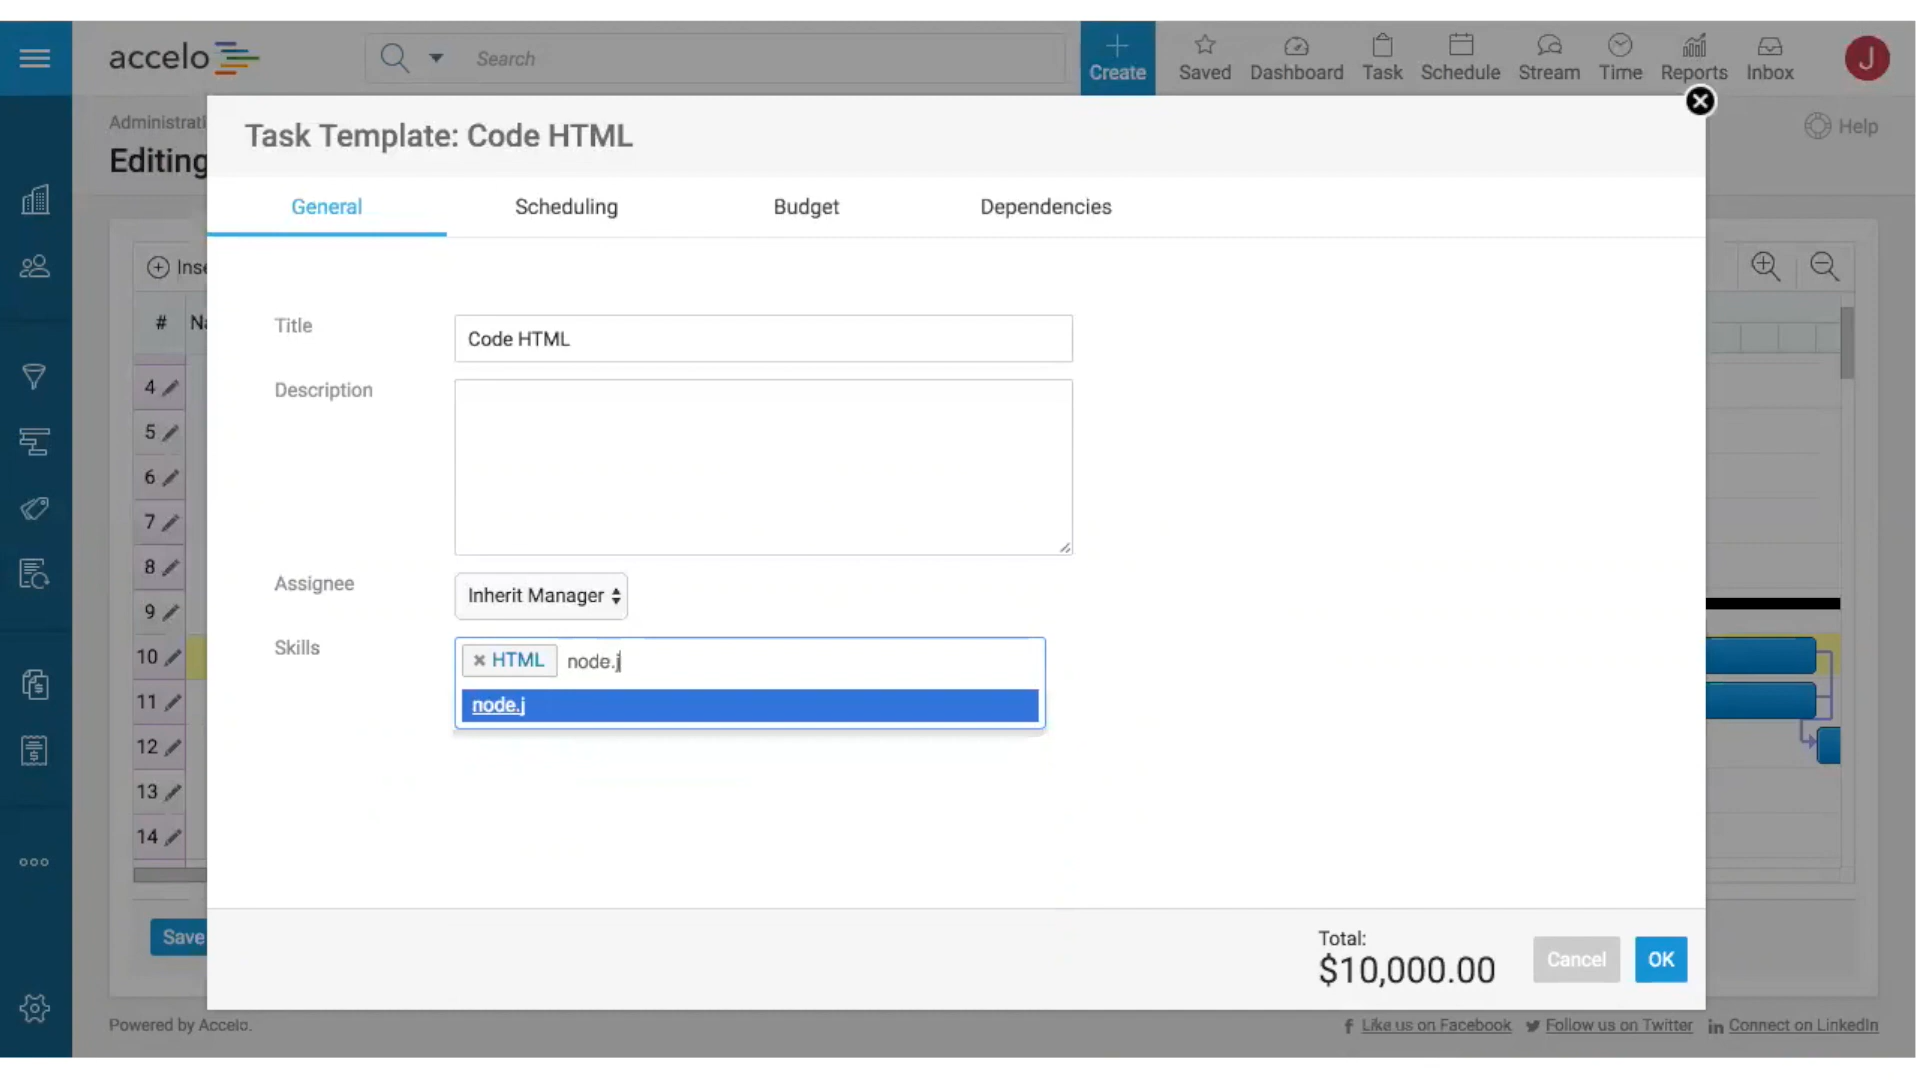 accelo
Search
Create
Saved
Dashboard
Task
Schedule
Stream
Time
Reports
Inbox
J
Administrati
Editing
Help
Task Template: Code HTML
General
Scheduling
Budget
Dependencies
Inse
# Na
4
5
6
7
8
9
10
11
12
13
14
Title
Code HTML
Description
Assignee
Inherit Manager
Skills
× HTML node.j
node.j
Save
Total:
$10,000.00
Cancel
OK
Powered by Accelo.
Like us on Facebook
Follow us on Twitter
in Connect on LinkedIn